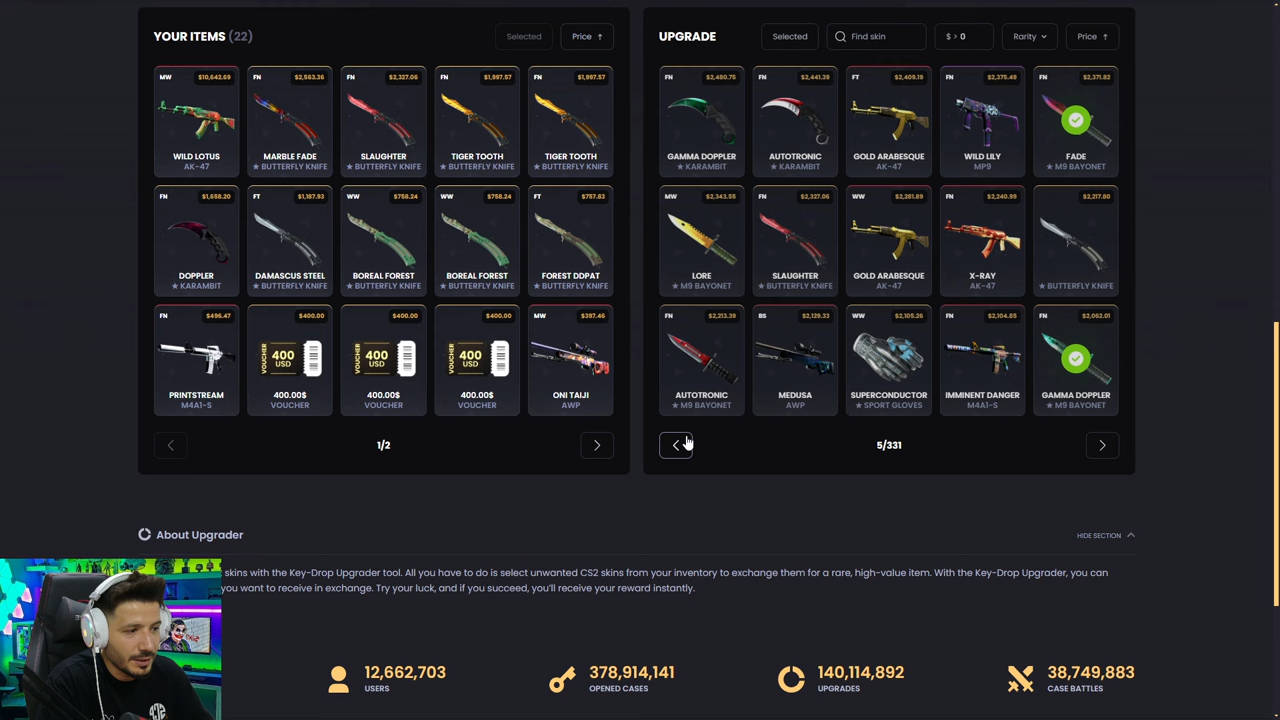 YOUR ITEMS (22)
Selected
Price ↑
MW $10,642.69
WILD LOTUS
AK-47
FN $2,563.36
MARBLE FADE
★ BUTTERFLY KNIFE
FN $2,327.06
SLAUGHTER
★ BUTTERFLY KNIFE
FN $1,997.57
TIGER TOOTH
★ BUTTERFLY KNIFE
FN $1,997.57
TIGER TOOTH
★ BUTTERFLY KNIFE
FN $1,658.20
DOPPLER
★ KARAMBIT
FT $1,187.93
DAMASCUS STEEL
★ BUTTERFLY KNIFE
WW $758.24
BOREAL FOREST
★ BUTTERFLY KNIFE
WW $758.24
BOREAL FOREST
★ BUTTERFLY KNIFE
FT $757.83
FOREST DDPAT
★ BUTTERFLY KNIFE
FN $496.47
PRINTSTREAM
M4A1-S
$400.00
VOUCHER 400 USD
400.00$
VOUCHER
$400.00
VOUCHER 400 USD
400.00$
VOUCHER
$400.00
VOUCHER 400 USD
400.00$
VOUCHER
MW $397.46
ONI TAIJI
AWP
1/2
UPGRADE
Selected
Find skin
$ > 0
Rarity
Price ↑
FN $2,480.75
GAMMA DOPPLER
★ KARAMBIT
FN $2,441.39
AUTOTRONIC
★ KARAMBIT
FT $2,409.19
GOLD ARABESQUE
AK-47
FN $2,375.49
WILD LILY
MP9
FN $2,371.82
FADE
★ M9 BAYONET
MW $2,343.55
LORE
★ M9 BAYONET
FN $2,327.06
SLAUGHTER
★ BUTTERFLY KNIFE
WW $2,281.89
GOLD ARABESQUE
AK-47
FN $2,240.99
X-RAY
AK-47
$2,217.80
★ BUTTERFLY KNIFE
FN $2,213.39
AUTOTRONIC
★ M9 BAYONET
BS $2,129.33
MEDUSA
AWP
WW $2,105.26
SUPERCONDUCTOR
★ SPORT GLOVES
FN $2,104.85
IMMINENT DANGER
M4A1-S
FN $2,062.01
GAMMA DOPPLER
★ M9 BAYONET
5/331
About Upgrader
HIDE SECTION
skins with the Key-Drop Upgrader tool. All you have to do is select unwanted CS2 skins from your inventory to exchange them for a rare, high-value item. With the Key-Drop Upgrader, you can
you want to receive in exchange. Try your luck, and if you succeed, you'll receive your reward instantly.
12,662,703
USERS
378,914,141
OPENED CASES
140,114,892
UPGRADES
38,749,883
CASE BATTLES